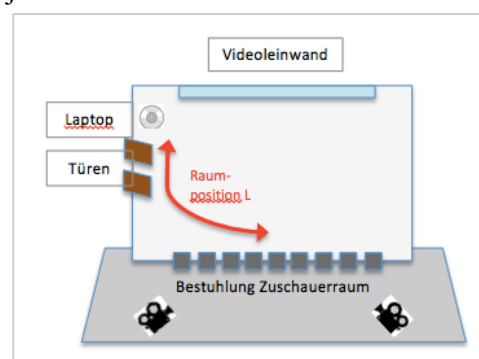 Videoleinwand
Laptop
Türen
Raum-
position L
Bestuhlung Zuschauerraum